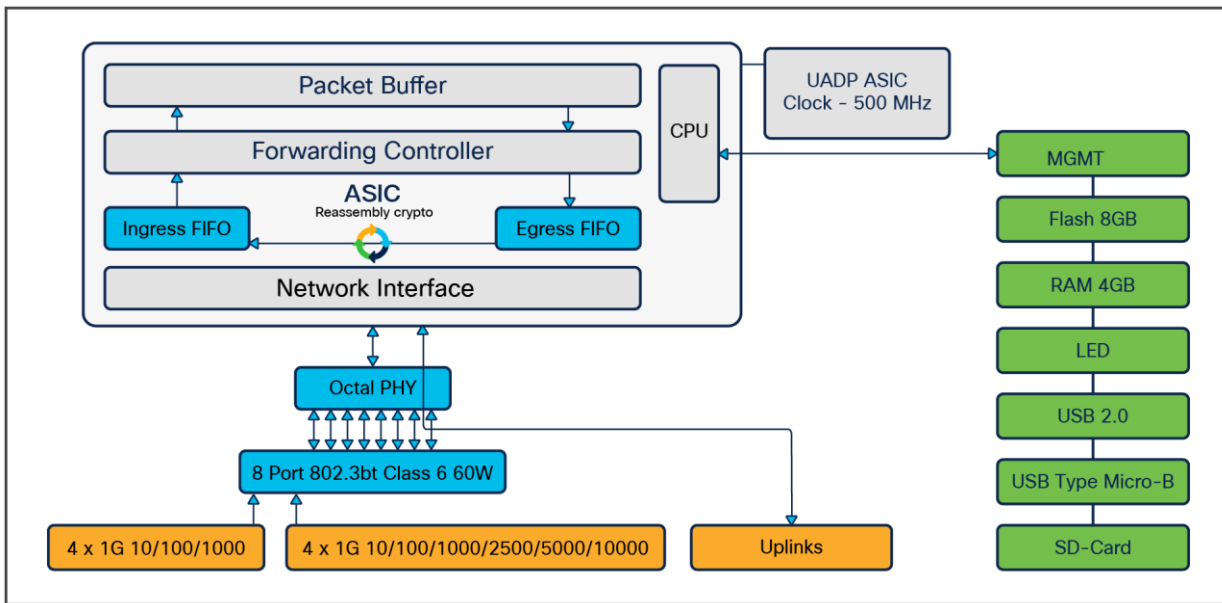 Packet Buffer
Forwarding Controller
ASIC
Reassembly crypto
Ingress FIFO
Egress FIFO
Network Interface
CPU
UADP ASIC
Clock - 500 MHz
MGMT
Flash 8GB
RAM 4GB
LED
USB 2.0
USB Type Micro-B
SD-Card
Octal PHY
8 Port 802.3bt Class 6 60W
4 x 1G 10/100/1000
4 x 1G 10/100/1000/2500/5000/10000
Uplinks